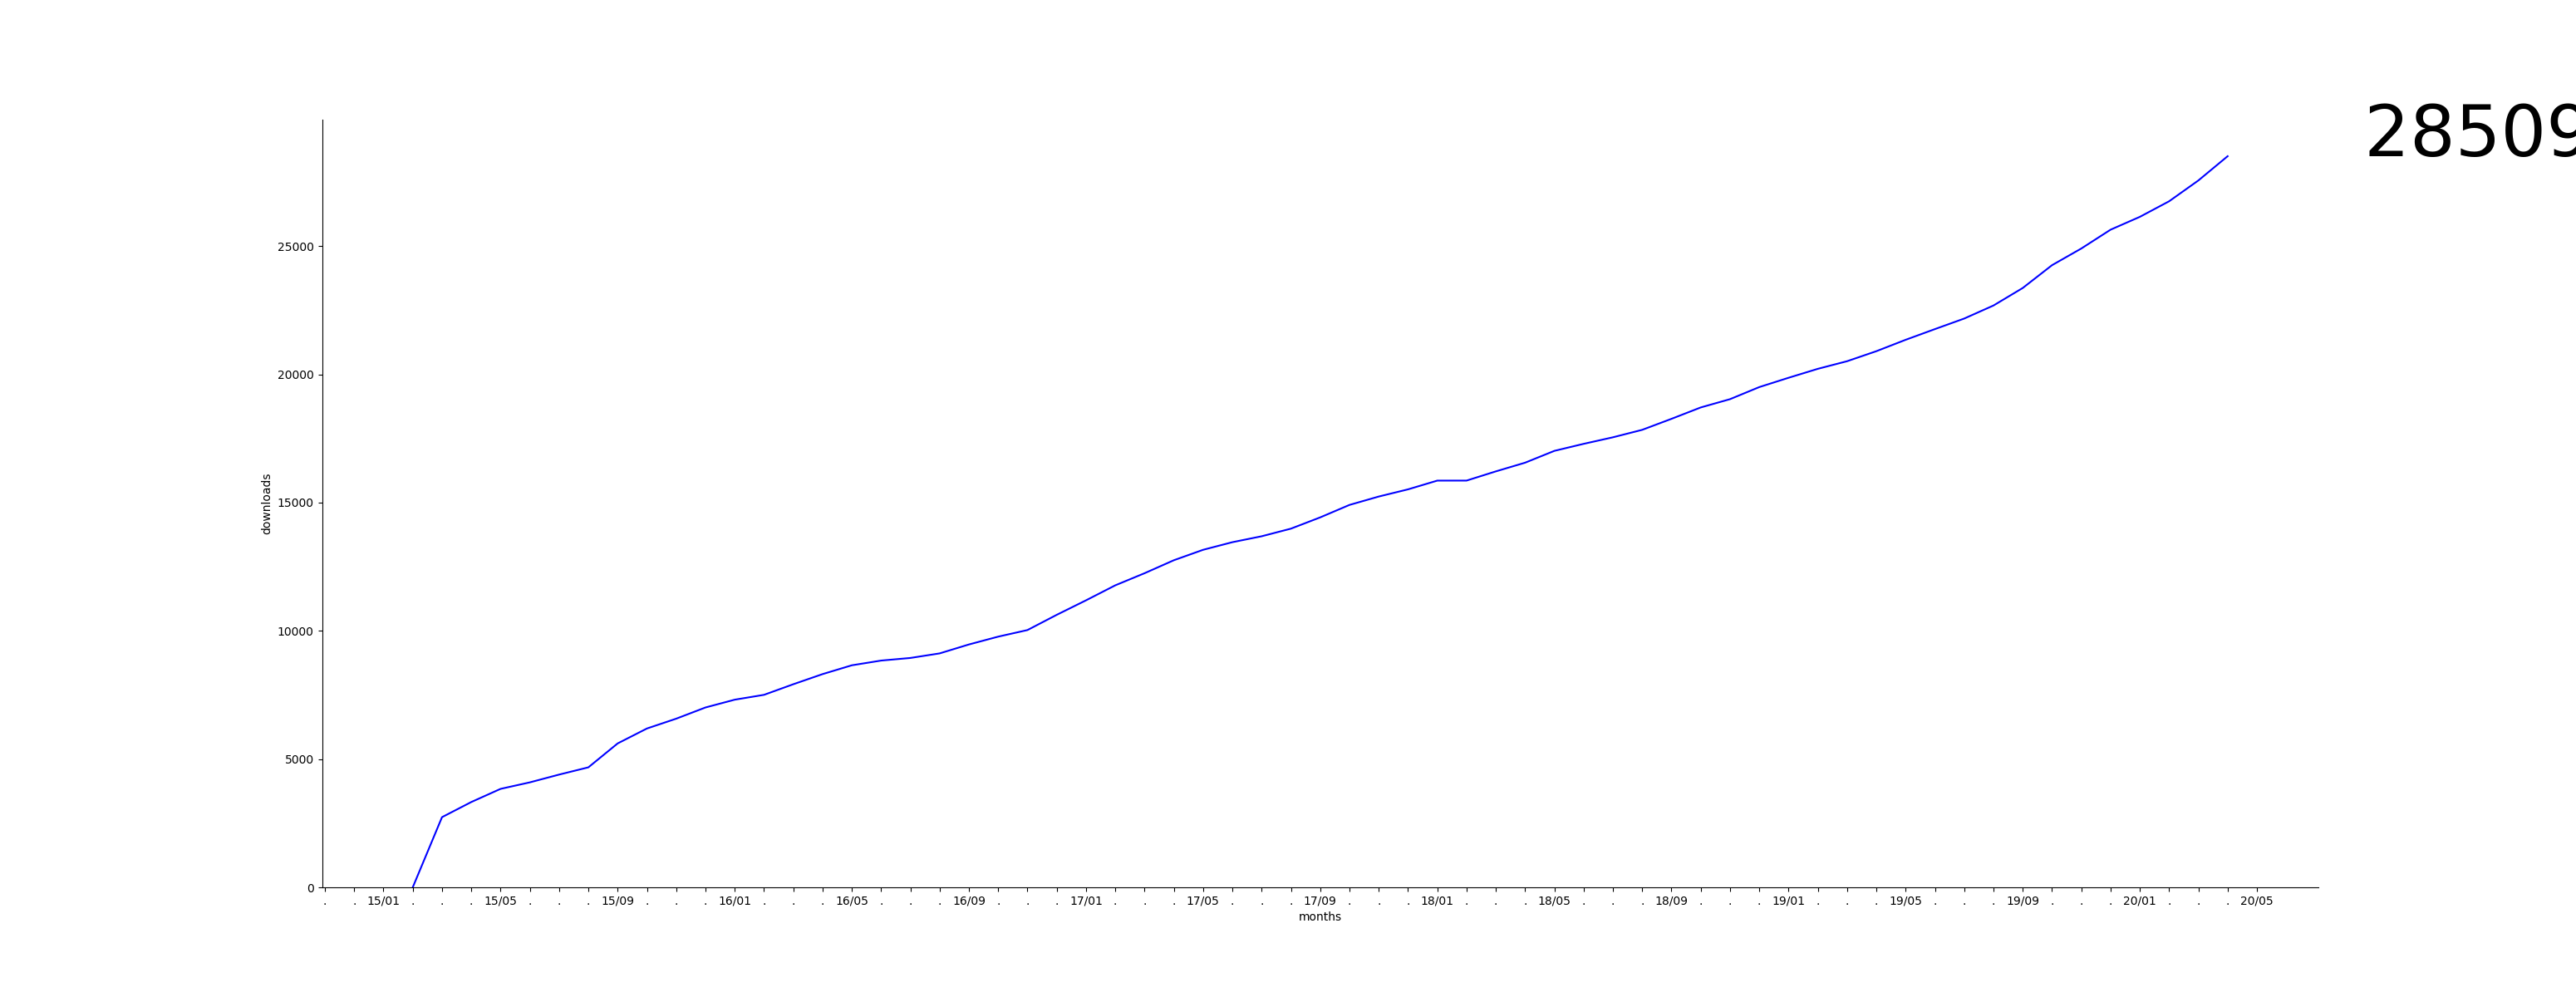 28509
25000
20000
15000
10000
5000
0
downloads
. . 15/01 . . . 15/05 . . . 15/09 . . . 16/01 . . . 16/05 . . . 16/09 . . . 17/01 . . . 17/05 . . . 17/09 . . . 18/01 . . . 18/05 . . . 18/09 . . . 19/01 . . . 19/05 . . . 19/09 . . . 20/01 . . . 20/05
months